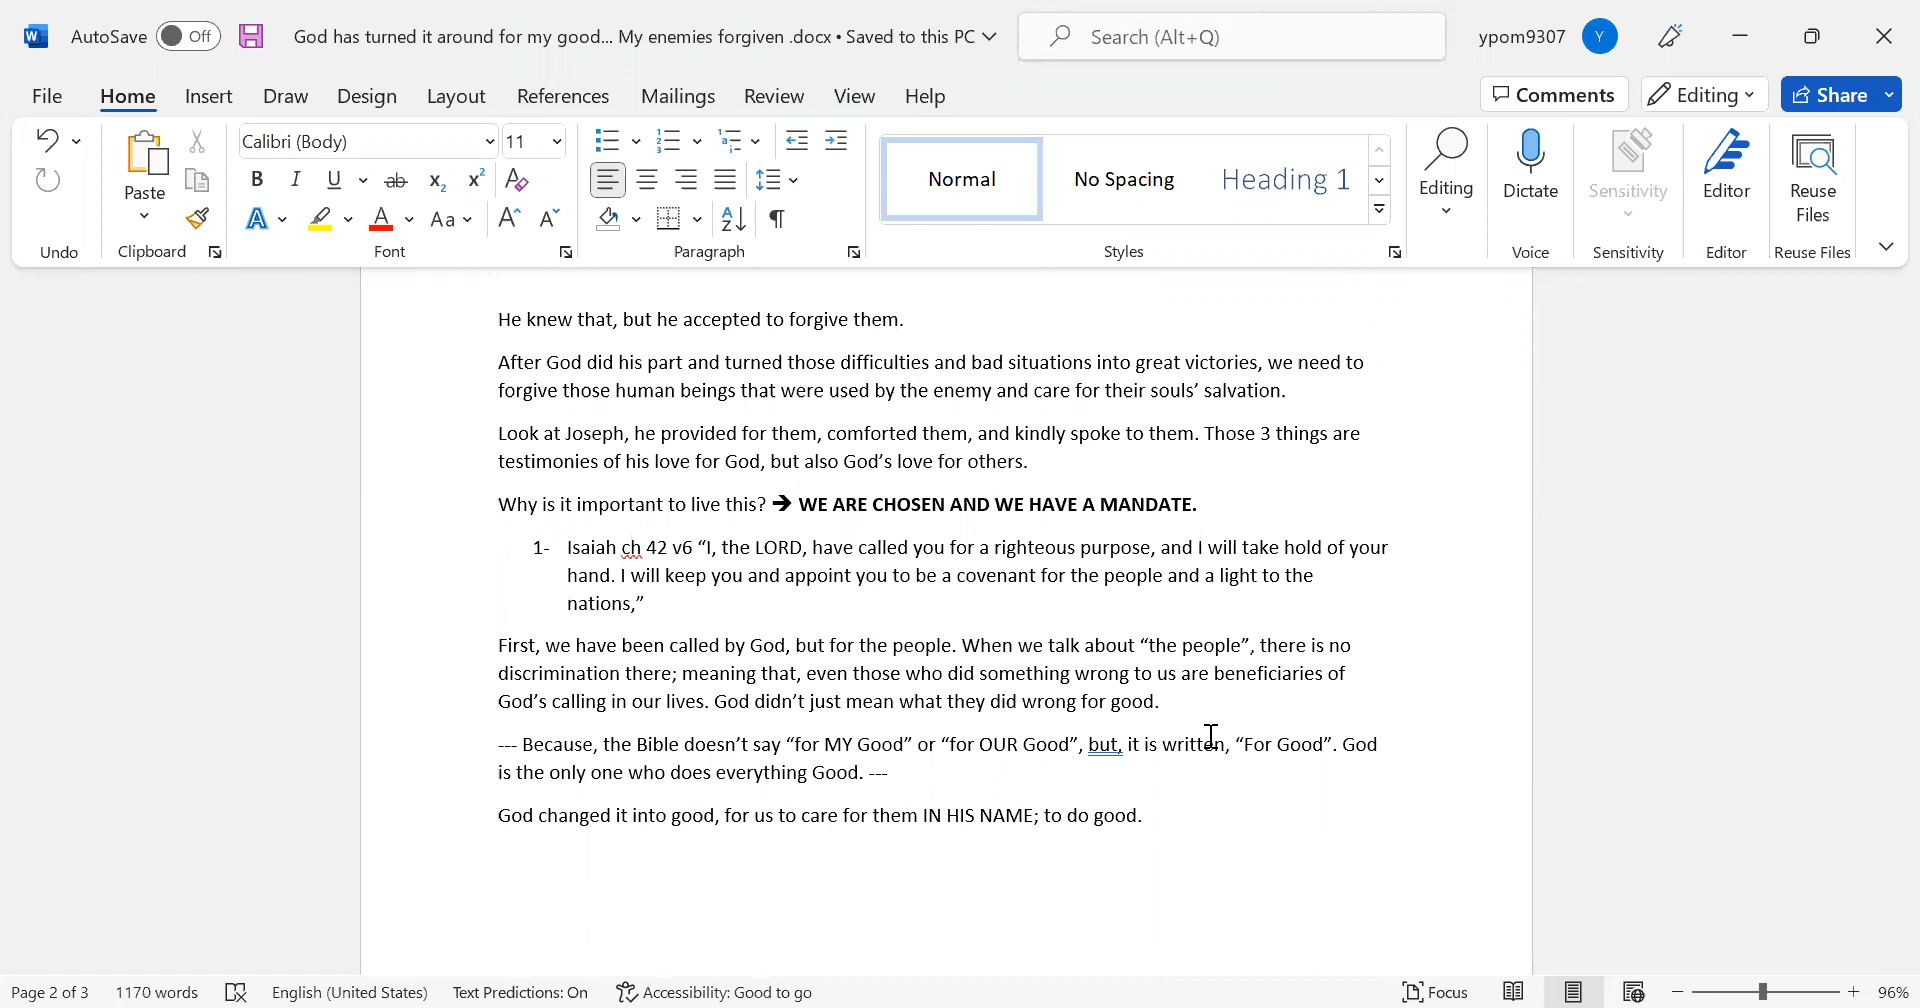 AutoSave Off God has turned it around for my good... My enemies forgiven .docx • Saved to this PC Search (Alt+Q) ypom9307 Y
File Home Insert Draw Design Layout References Mailings Review View Help Comments Editing Share
Calibri (Body) 11
Paste
Normal No Spacing Heading 1
Editing Dictate Sensitivity Editor Reuse Files
Undo Clipboard Font Paragraph Styles Voice Sensitivity Editor Reuse Files
He knew that, but he accepted to forgive them.
After God did his part and turned those difficulties and bad situations into great victories, we need to
forgive those human beings that were used by the enemy and care for their souls’ salvation.
Look at Joseph, he provided for them, comforted them, and kindly spoke to them. Those 3 things are
testimonies of his love for God, but also God’s love for others.
Why is it important to live this? ➔ WE ARE CHOSEN AND WE HAVE A MANDATE.
1- Isaiah ch 42 v6 “I, the LORD, have called you for a righteous purpose, and I will take hold of your
hand. I will keep you and appoint you to be a covenant for the people and a light to the
nations,”
First, we have been called by God, but for the people. When we talk about “the people”, there is no
discrimination there; meaning that, even those who did something wrong to us are beneficiaries of
God’s calling in our lives. God didn’t just mean what they did wrong for good.
--- Because, the Bible doesn’t say “for MY Good” or “for OUR Good”, but, it is written, “For Good”. God
is the only one who does everything Good. ---
God changed it into good, for us to care for them IN HIS NAME; to do good.
Page 2 of 3 1170 words English (United States) Text Predictions: On Accessibility: Good to go Focus 96%